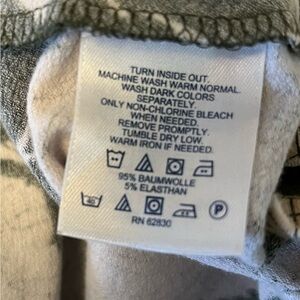 TURN INSIDE OUT.
MACHINE WASH WARM NORMAL.
WASH DARK COLORS
SEPARATELY.
ONLY NON-CHLORINE BLEACH
WHEN NEEDED.
REMOVE PROMPTLY.
TUMBLE DRY LOW.
WARM IRON IF NEEDED.
95% BAUMWOLLE
5% ELASTHAN
P
RN 62830